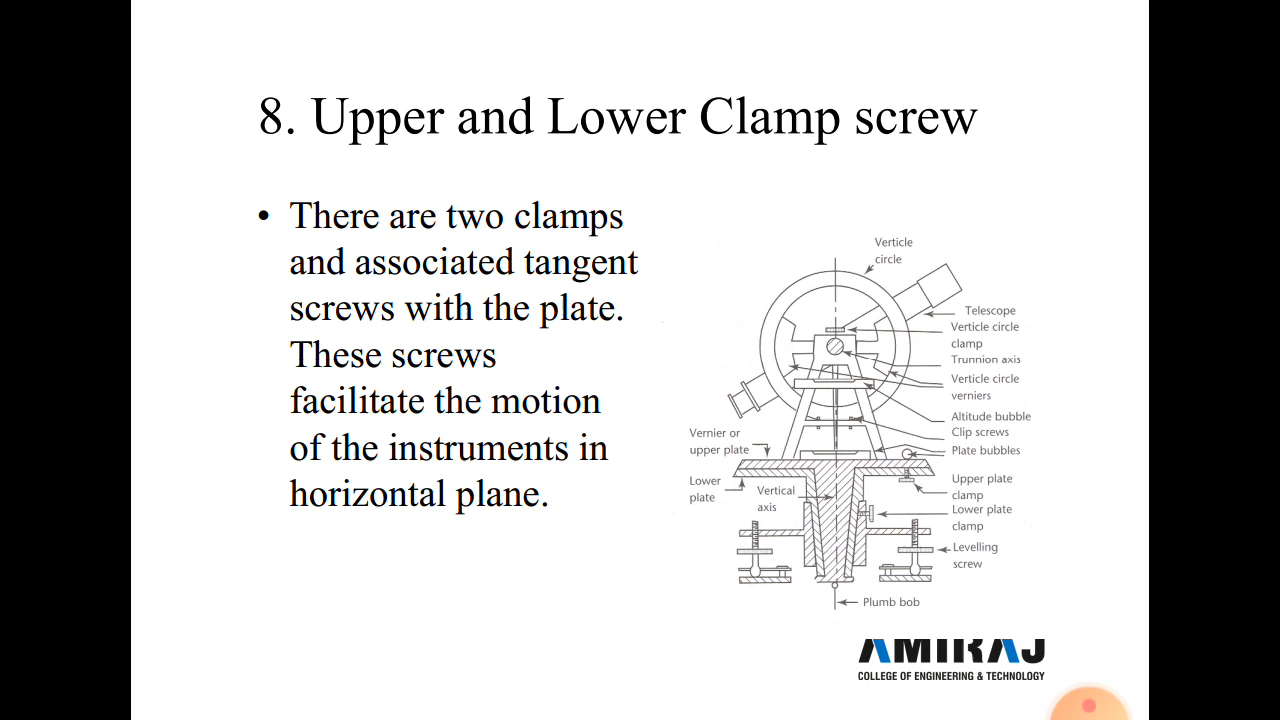 8. Upper and Lower Clamp screw
• There are two clamps
and associated tangent
screws with the plate.
These screws
facilitate the motion
of the instruments in
horizontal plane.
Verticle
circle
Telescope
Verticle circle
clamp
Trunnion axis
Verticle circle
verniers
Altitude bubble
Clip screws
Plate bubbles
Vernier or
upper plate
Lower
plate
Vertical
axis
Upper plate
clamp
Lower plate
clamp
Levelling
screw
Plumb bob
AMIRAJ
COLLEGE OF ENGINEERING & TECHNOLOGY